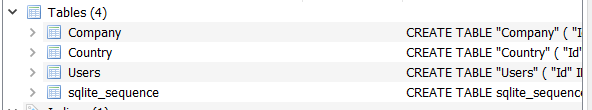 Tables (4)
Company CREATE TABLE "Company" ( "I
Country CREATE TABLE "Country" ( "Id"
Users CREATE TABLE "Users" ( "Id" I
sqlite_sequence CREATE TABLE sqlite_sequenc